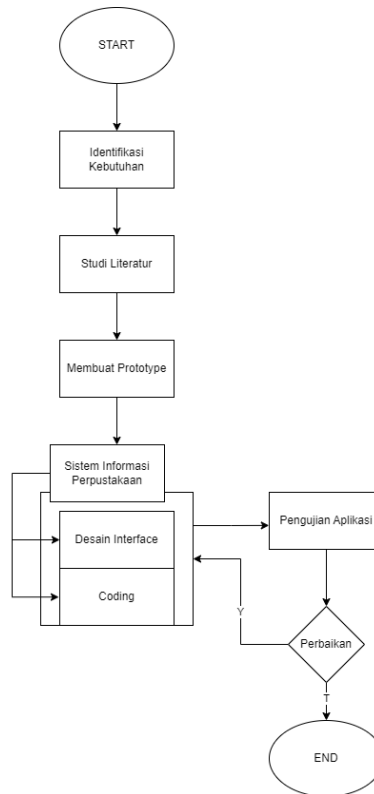 START
Identifikasi
Kebutuhan
Studi Literatur
Membuat Prototype
Sistem Informasi
Perpustakaan
Desain Interface
Coding
Pengujian Aplikasi
Y
Perbaikan
T
END